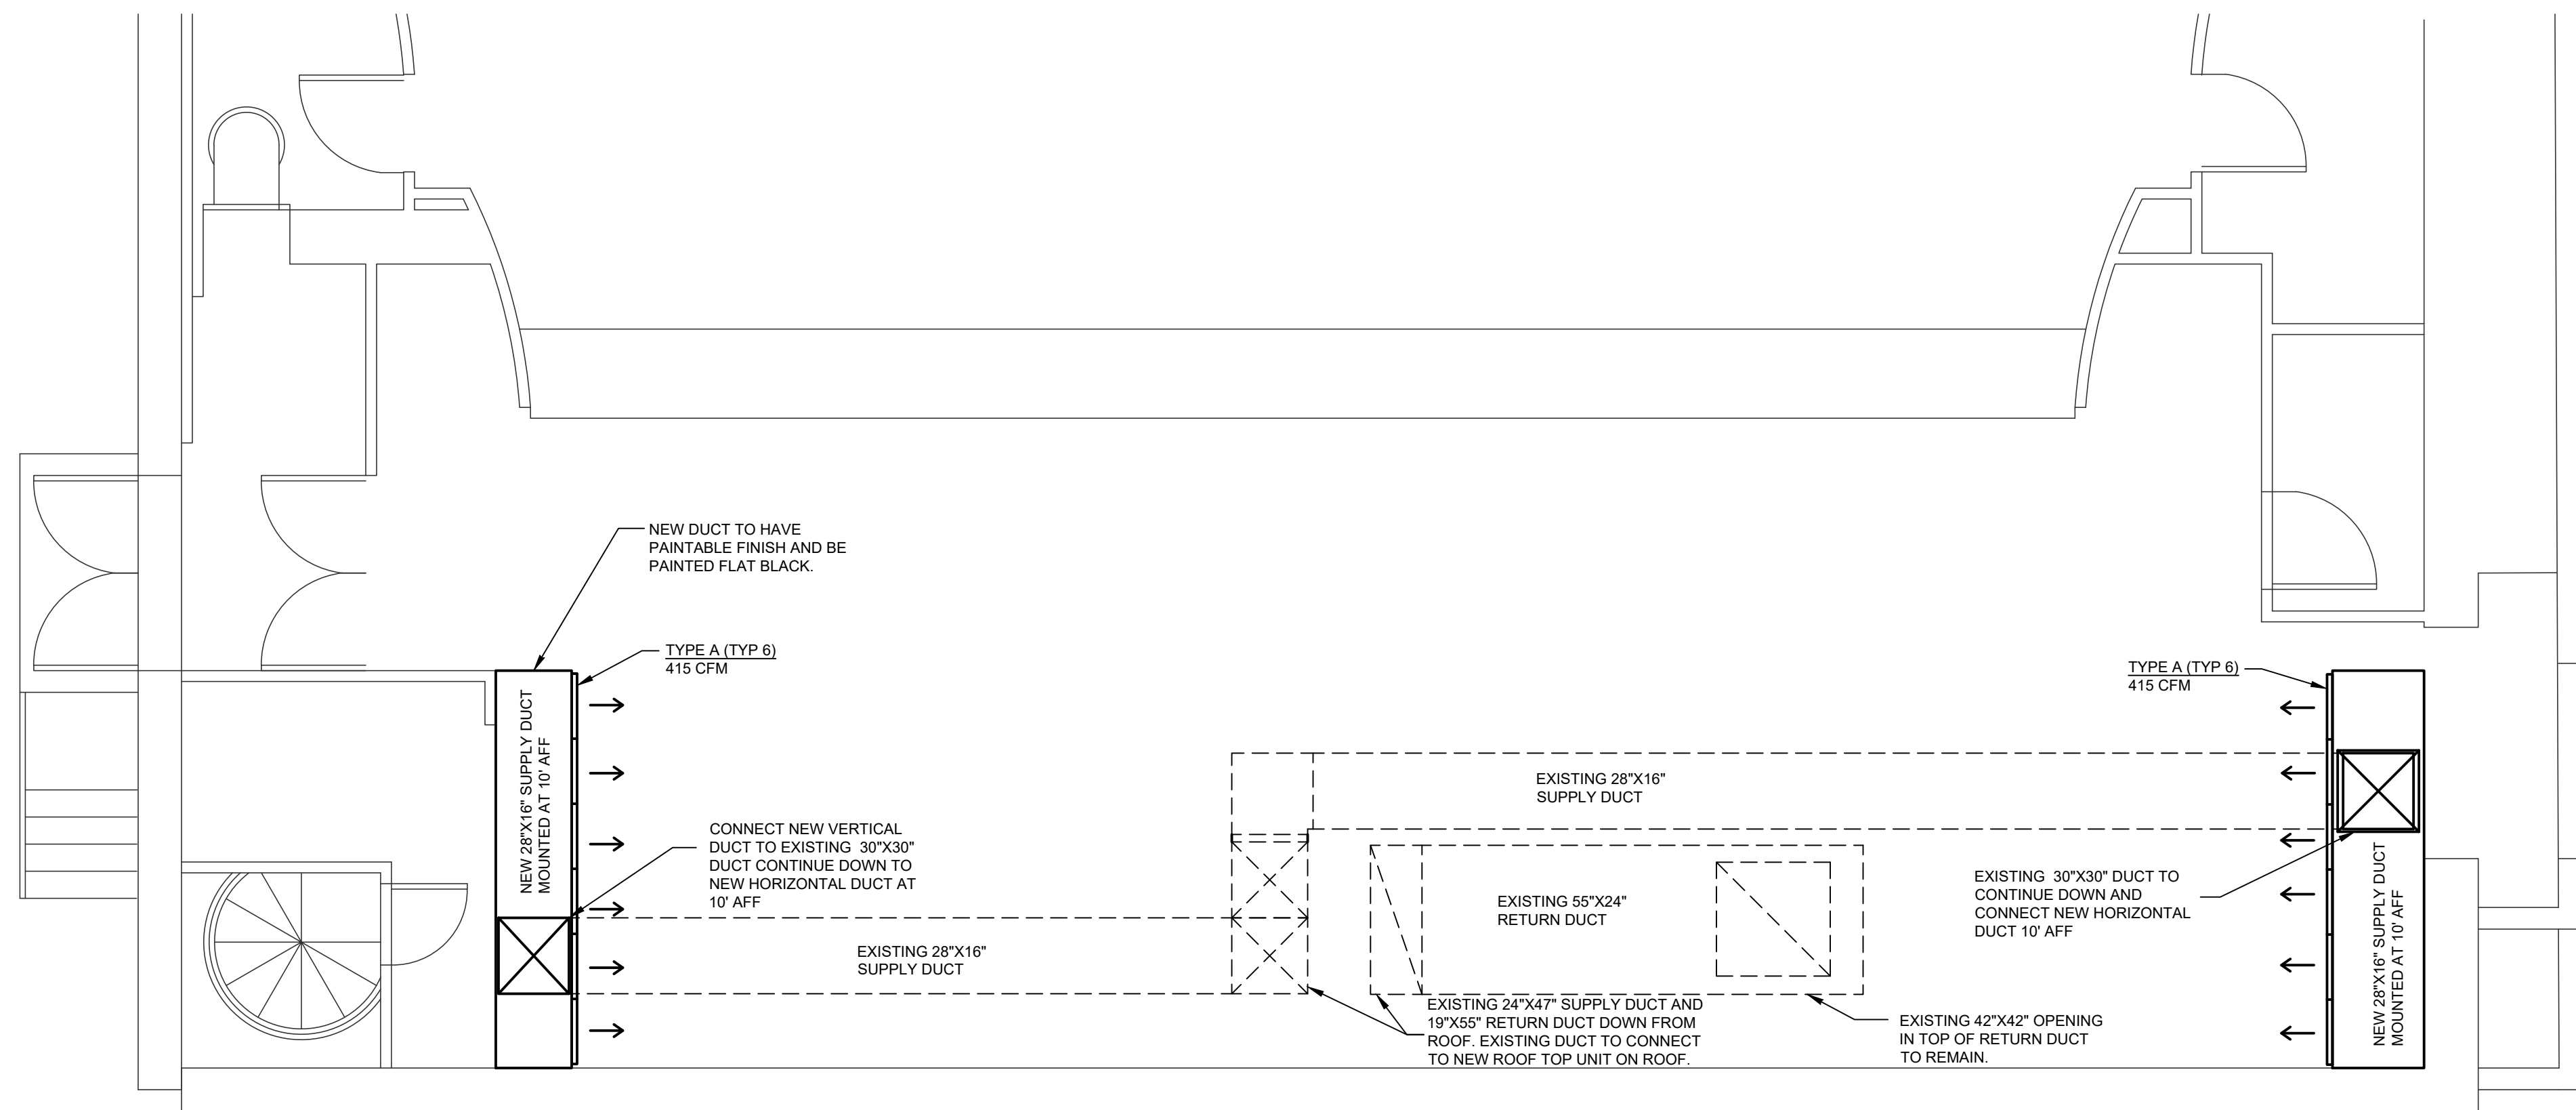 NEW DUCT TO HAVE
PAINTABLE FINISH AND BE
PAINTED FLAT BLACK.
TYPE A (TYP 6)
415 CFM
TYPE A (TYP 6)
415 CFM
NEW 28"X16" SUPPLY DUCT
MOUNTED AT 10' AFF
CONNECT NEW VERTICAL
DUCT TO EXISTING  30"X30"
DUCT CONTINUE DOWN TO
NEW HORIZONTAL DUCT AT
10' AFF
EXISTING 28"X16"
SUPPLY DUCT
EXISTING 28"X16"
SUPPLY DUCT
EXISTING 55"X24"
RETURN DUCT
EXISTING  30"X30" DUCT TO
CONTINUE DOWN AND
CONNECT NEW HORIZONTAL
DUCT 10' AFF
NEW 28"X16" SUPPLY DUCT
MOUNTED AT 10' AFF
EXISTING 24"X47" SUPPLY DUCT AND
19"X55" RETURN DUCT DOWN FROM
ROOF. EXISTING DUCT TO CONNECT
TO NEW ROOF TOP UNIT ON ROOF.
EXISTING 42"X42" OPENING
IN TOP OF RETURN DUCT
TO REMAIN.